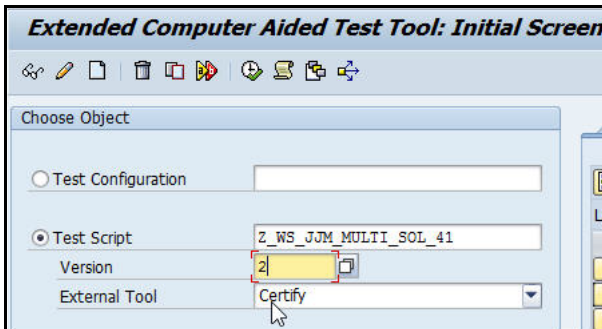 Extended Computer Aided Test Tool: Initial Screen
Choose Object
Test Configuration
Test Script Z_WS_JJM_MULTI_SOL_41
Version 2
External Tool Certify
L